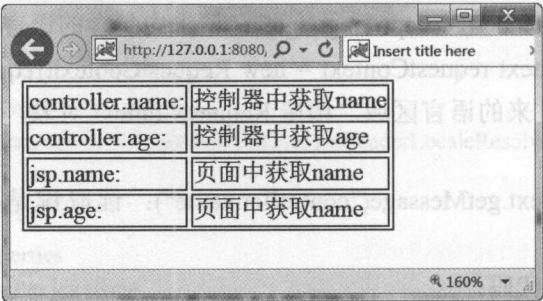 http://127.0.0.1:8080,
Insert title here
controller.name: 控制器中获取name
controller.age: 控制器中获取age
jsp.name: 页面中获取name
jsp.age: 页面中获取name
160%